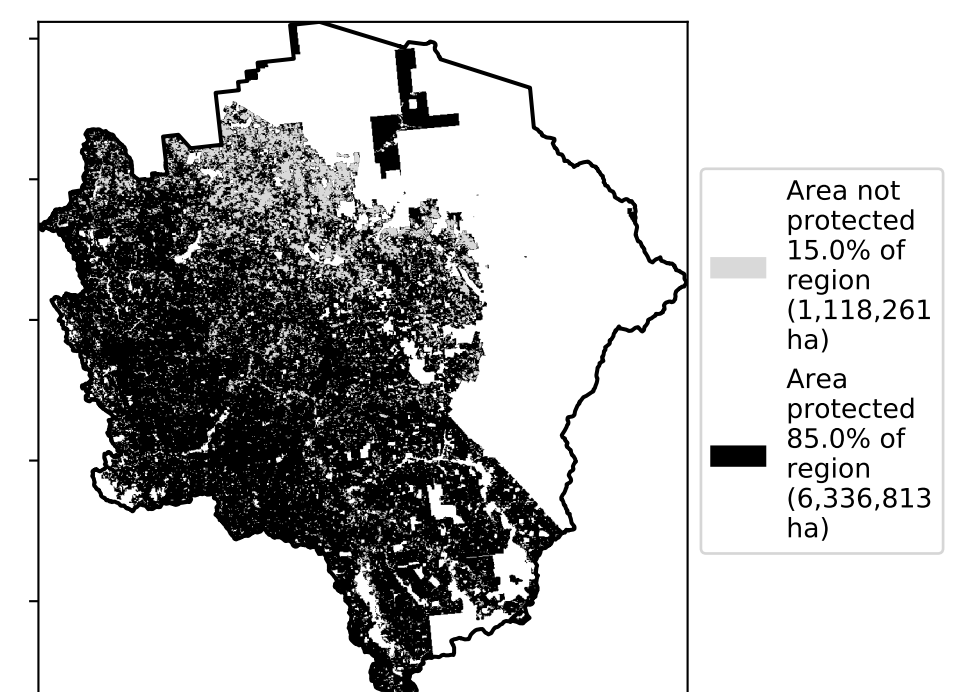 Area not
protected
15.0% of
region
(1,118,261
ha)
Area
protected
85.0% of
region
(6,336,813
ha)